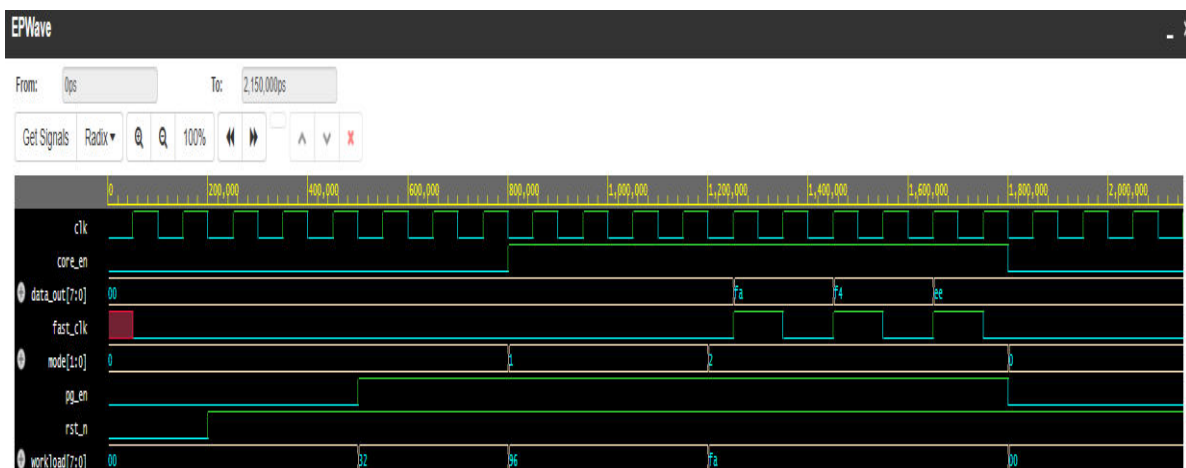 EPWave
From: 0ps To: 2,150,000ps
Get Signals Radix▾ 100%
0 200,000 400,000 600,000 800,000 1,000,000 1,200,000 1,400,000 1,600,000 1,800,000 2,000,000
clk
core_en
data_out[7:0] 00 fa f4 ee
fast_clk
mode[1:0] 0 1 2 0
pg_en
rst_n
workload[7:0] 00 32 96 fa 00